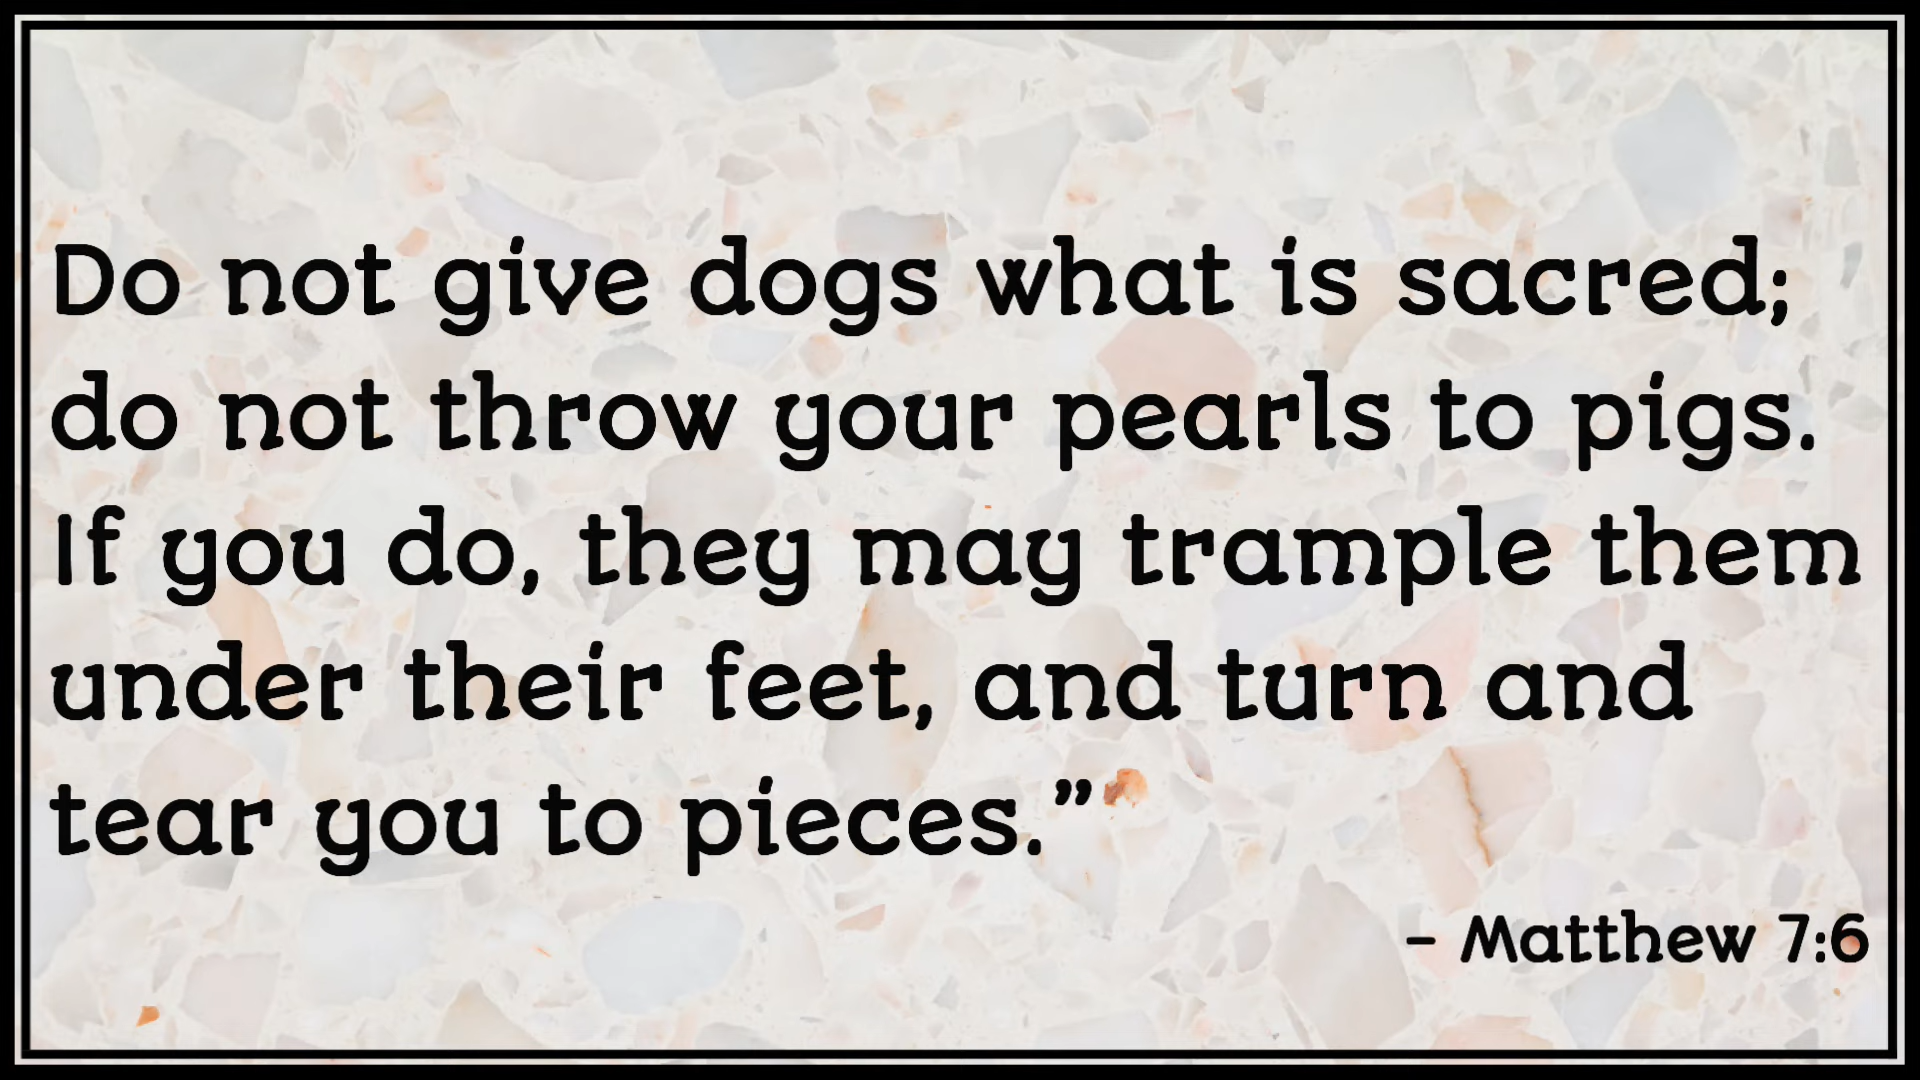 Do not give dogs what is sacred;
do not throw your pearls to pigs.
If you do, they may trample them
under their feet, and turn and
tear you to pieces.”
- Matthew 7:6